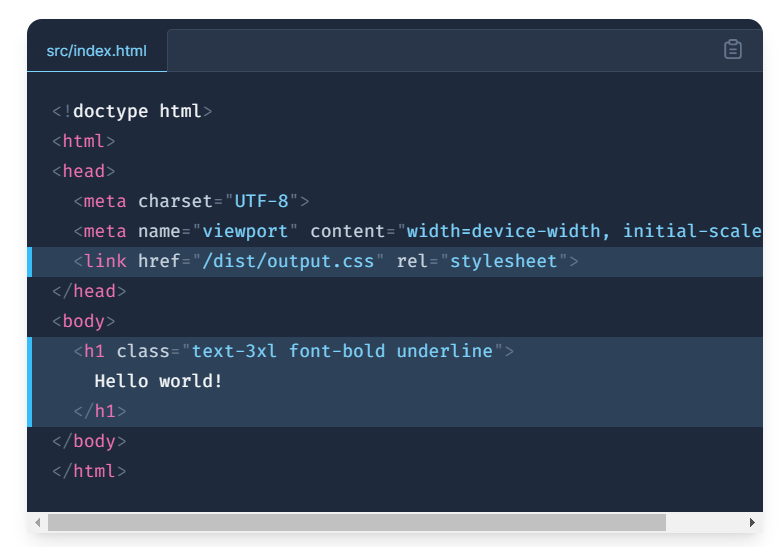 src/index.html
<!doctype html>
<html>
<head>
  <meta charset="UTF-8">
  <meta name="viewport" content="width=device-width, initial-scale
  <link href="/dist/output.css" rel="stylesheet">
</head>
<body>
  <h1 class="text-3xl font-bold underline">
    Hello world!
  </h1>
</body>
</html>